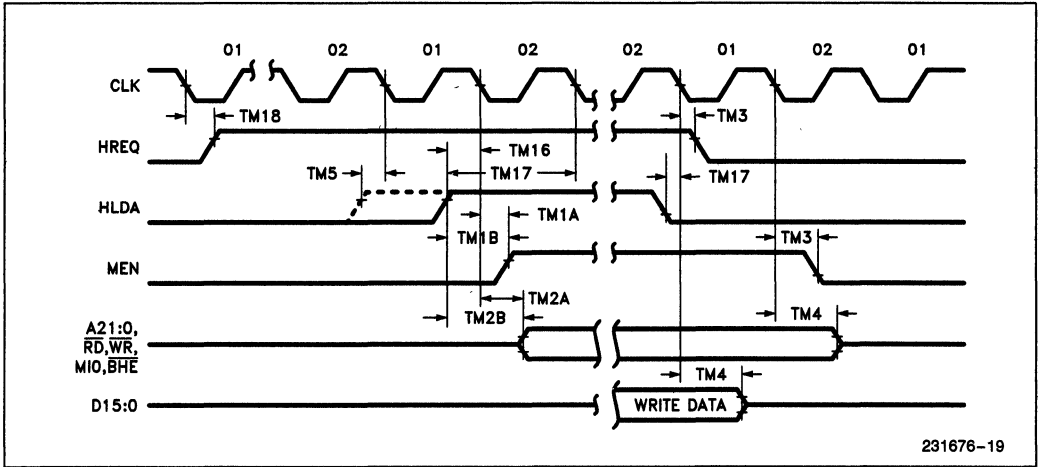 01 02 01 02 02 01 02 01
CLK
TM18 TM3
HREQ
TM16
TM5 TM17 TM17
HLDA
TM1A
TM1B TM3
MEN
TM2A
TM2B TM4
A21:0,
RD,WR,
MIO,BHE
TM4
D15:0 WRITE DATA
231676-19